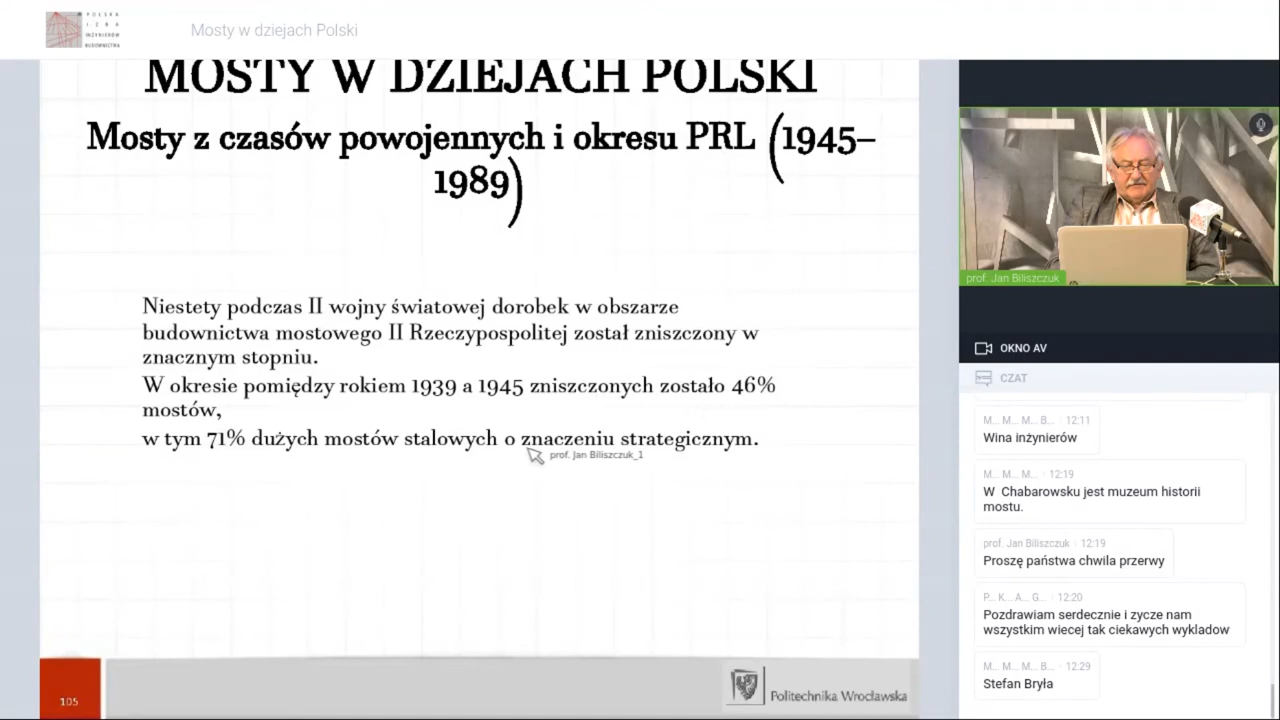 POLSKA
IZBA
INŻYNIERÓW
BUDOWNICTWA
Mosty w dziejach Polski
MOSTY W DZIEJACH POLSKI
Mosty z czasów powojennych i okresu PRL (1945–
1989)
Niestety podczas II wojny światowej dorobek w obszarze
budownictwa mostowego II Rzeczypospolitej został zniszczony w
znacznym stopniu.
W okresie pomiędzy rokiem 1939 a 1945 zniszczonych zostało 46%
mostów,
w tym 71% dużych mostów stalowych o znaczeniu strategicznym.
prof. Jan Biliszczuk_1
105
Politechnika Wrocławska
prof. Jan Biliszczuk
OKNO AV
CZAT
M... M... M... B... 12:11
Wina inżynierów
M... M... M... 12:19
W Chabarowsku jest muzeum historii
mostu.
prof. Jan Biliszczuk 12:19
Proszę państwa chwila przerwy
P... K... A... G... 12:20
Pozdrawiam serdecznie i zycze nam
wszystkim wiecej tak ciekawych wykladow
M... M... M... B... 12:29
Stefan Bryła